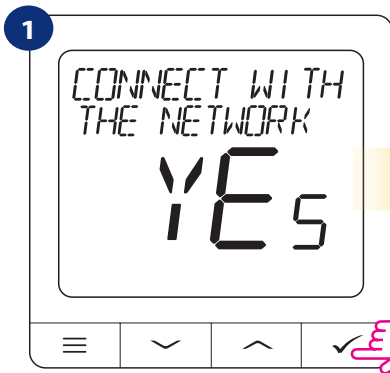 1
CONNECT WITH
THE NETWORK
YES